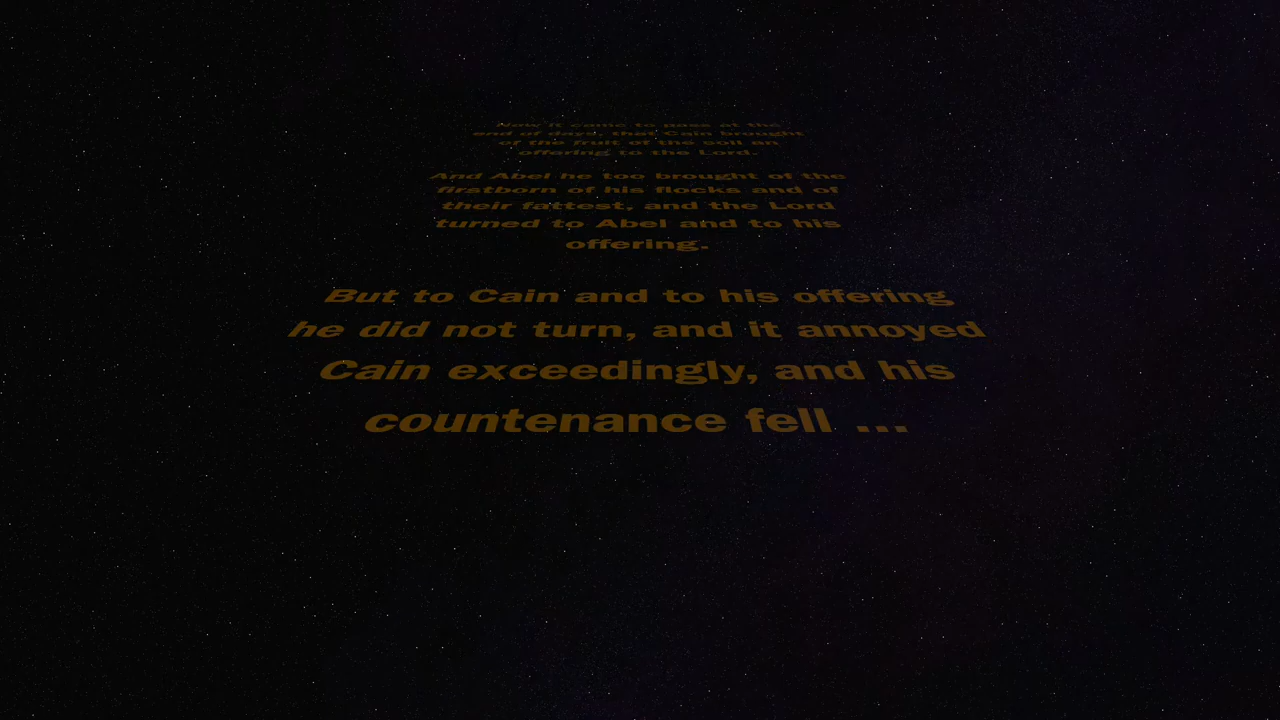 Now it came to pass at the
end of days, that Cain brought
of the fruit of the soil an
offering to the Lord.
And Abel he too brought of the
firstborn of his flocks and of
their fattest, and the Lord
turned to Abel and to his
offering.
But to Cain and to his offering
he did not turn, and it annoyed
Cain exceedingly, and his
countenance fell ...